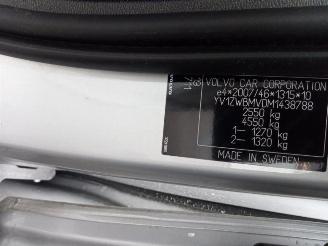 VOLVO CAR CORPORATION
e4*2007/46*1315*10
YV1ZWBMVDM1438788
2550 kg
4550 kg
1— 1270 kg
2— 1320 kg
MADE IN SWEDEN